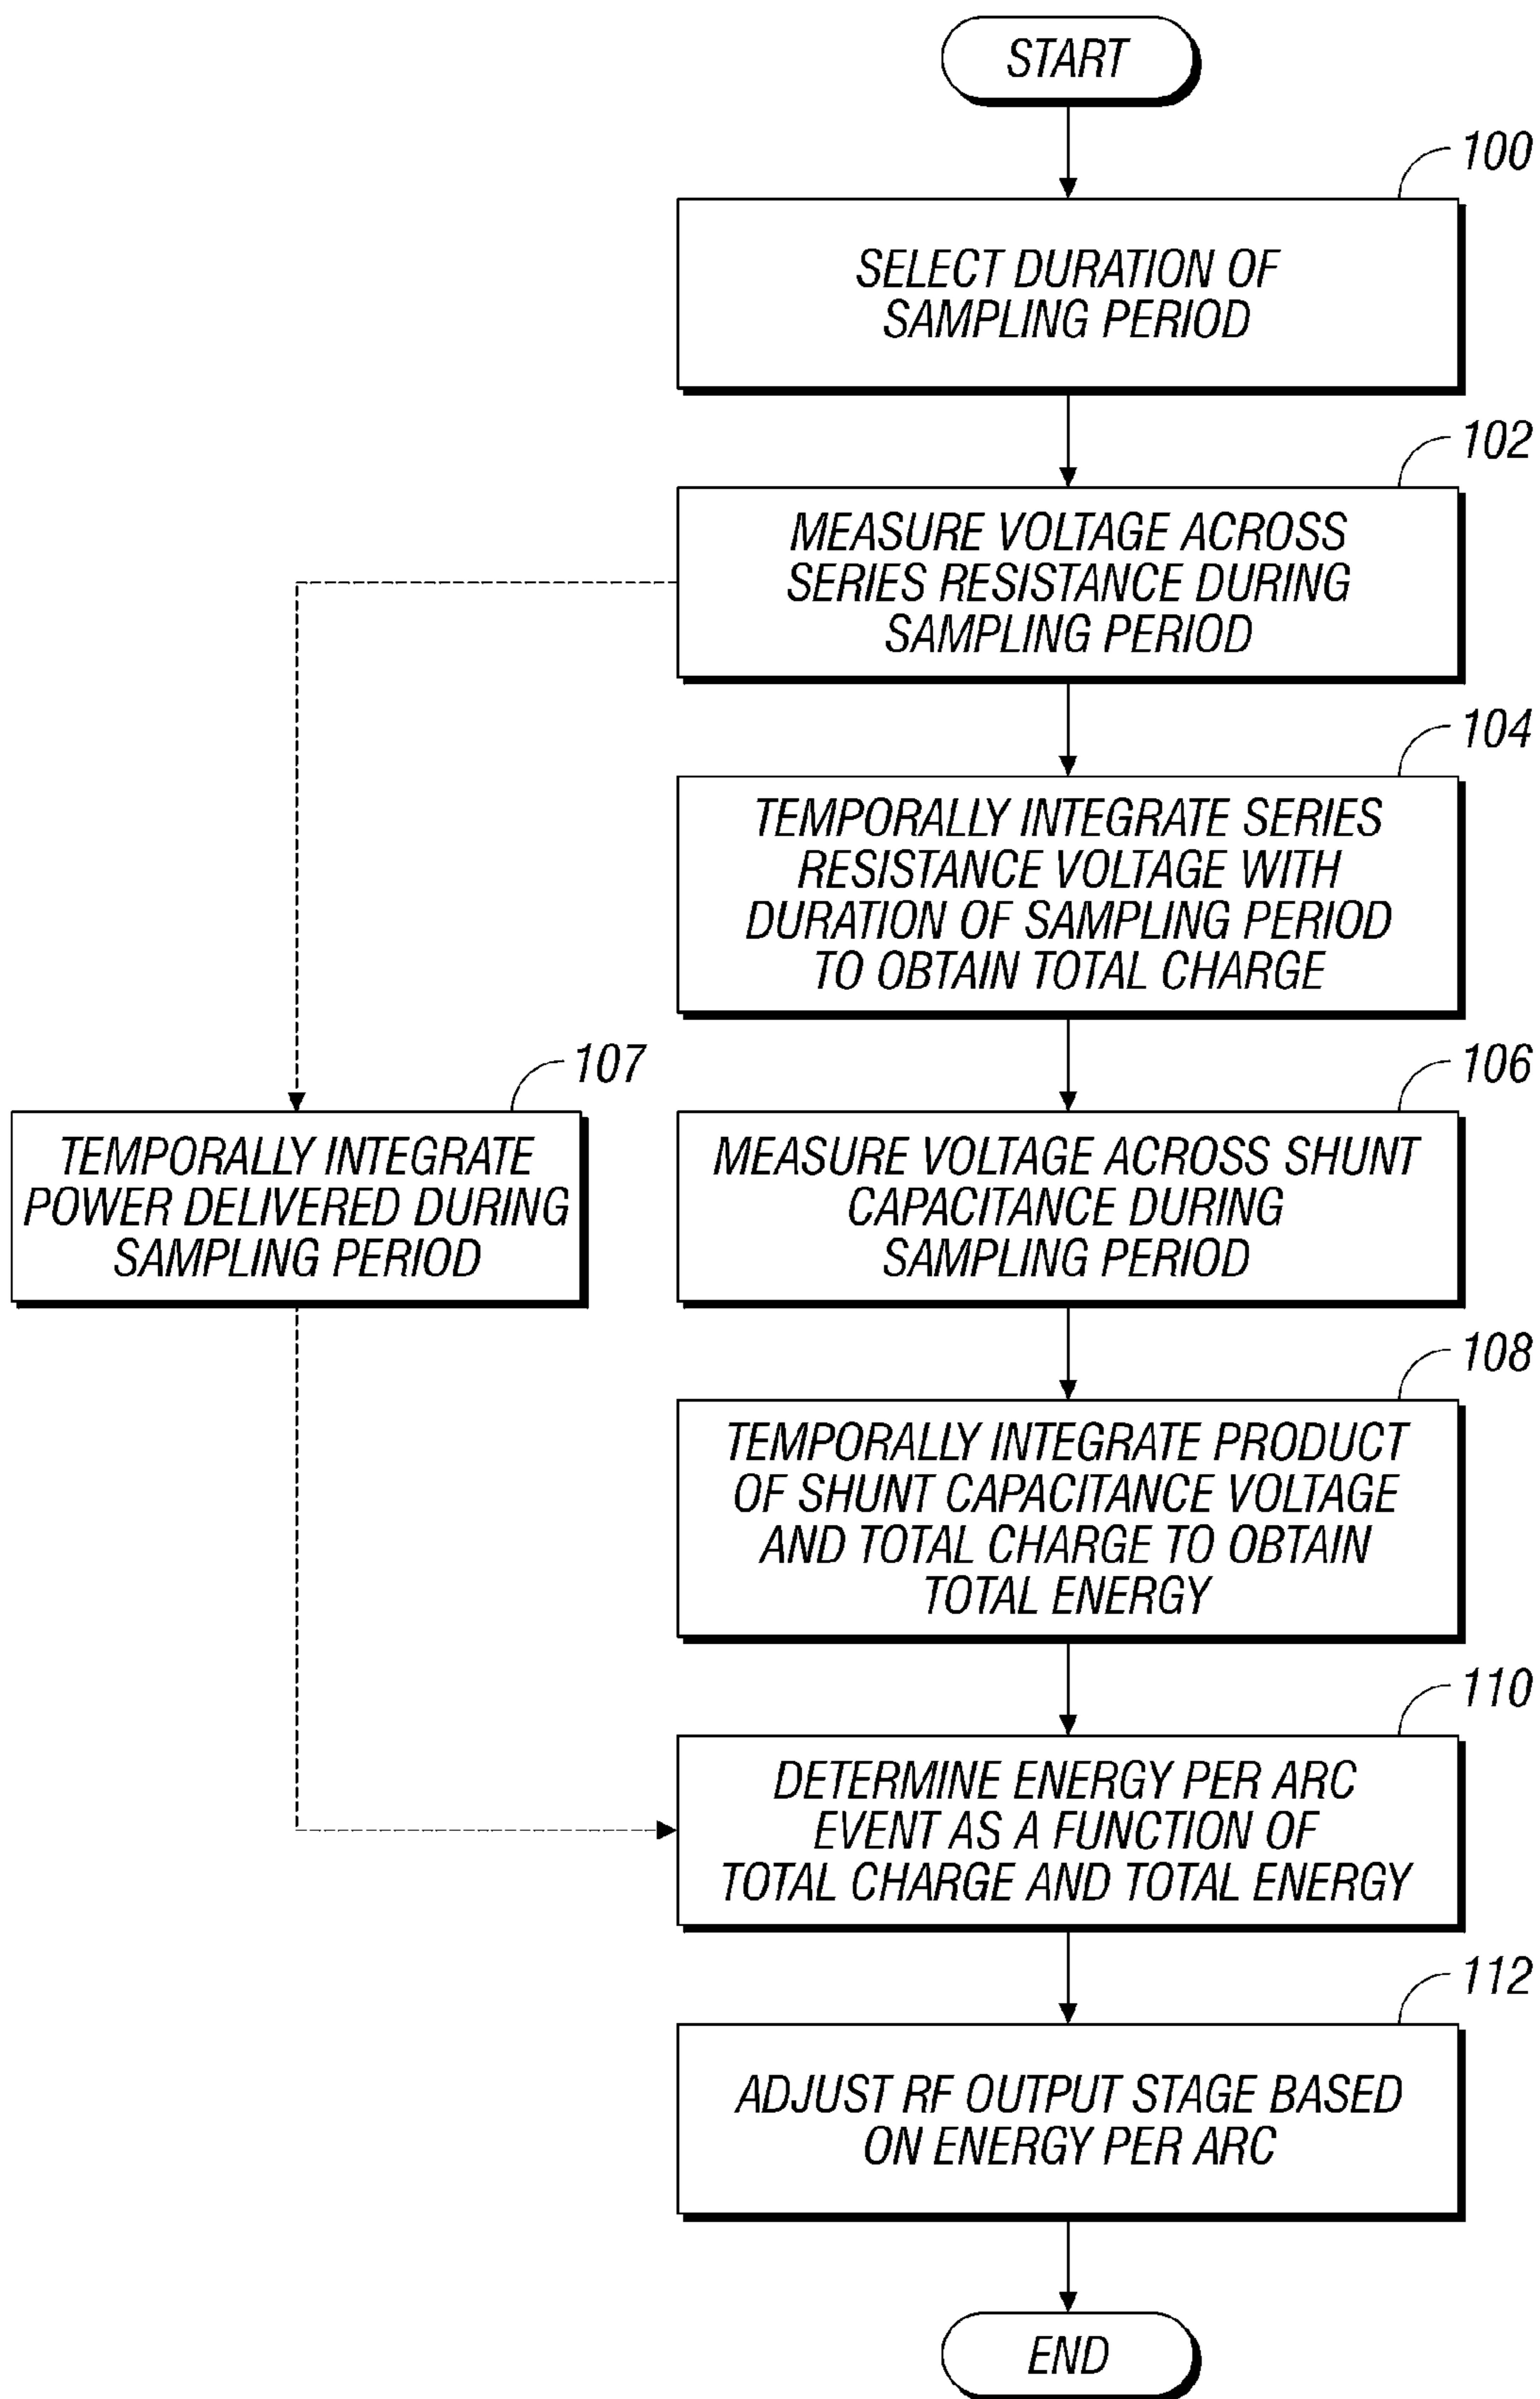 START
100
SELECT DURATION OF
SAMPLING PERIOD
102
MEASURE VOLTAGE ACROSS
SERIES RESISTANCE DURING
SAMPLING PERIOD
104
TEMPORALLY INTEGRATE SERIES
RESISTANCE VOLTAGE WITH
DURATION OF SAMPLING PERIOD
TO OBTAIN TOTAL CHARGE
107
TEMPORALLY INTEGRATE
POWER DELIVERED DURING
SAMPLING PERIOD
106
MEASURE VOLTAGE ACROSS SHUNT
CAPACITANCE DURING
SAMPLING PERIOD
108
TEMPORALLY INTEGRATE PRODUCT
OF SHUNT CAPACITANCE VOLTAGE
AND TOTAL CHARGE TO OBTAIN
TOTAL ENERGY
110
DETERMINE ENERGY PER ARC
EVENT AS A FUNCTION OF
TOTAL CHARGE AND TOTAL ENERGY
112
ADJUST RF OUTPUT STAGE BASED
ON ENERGY PER ARC
END